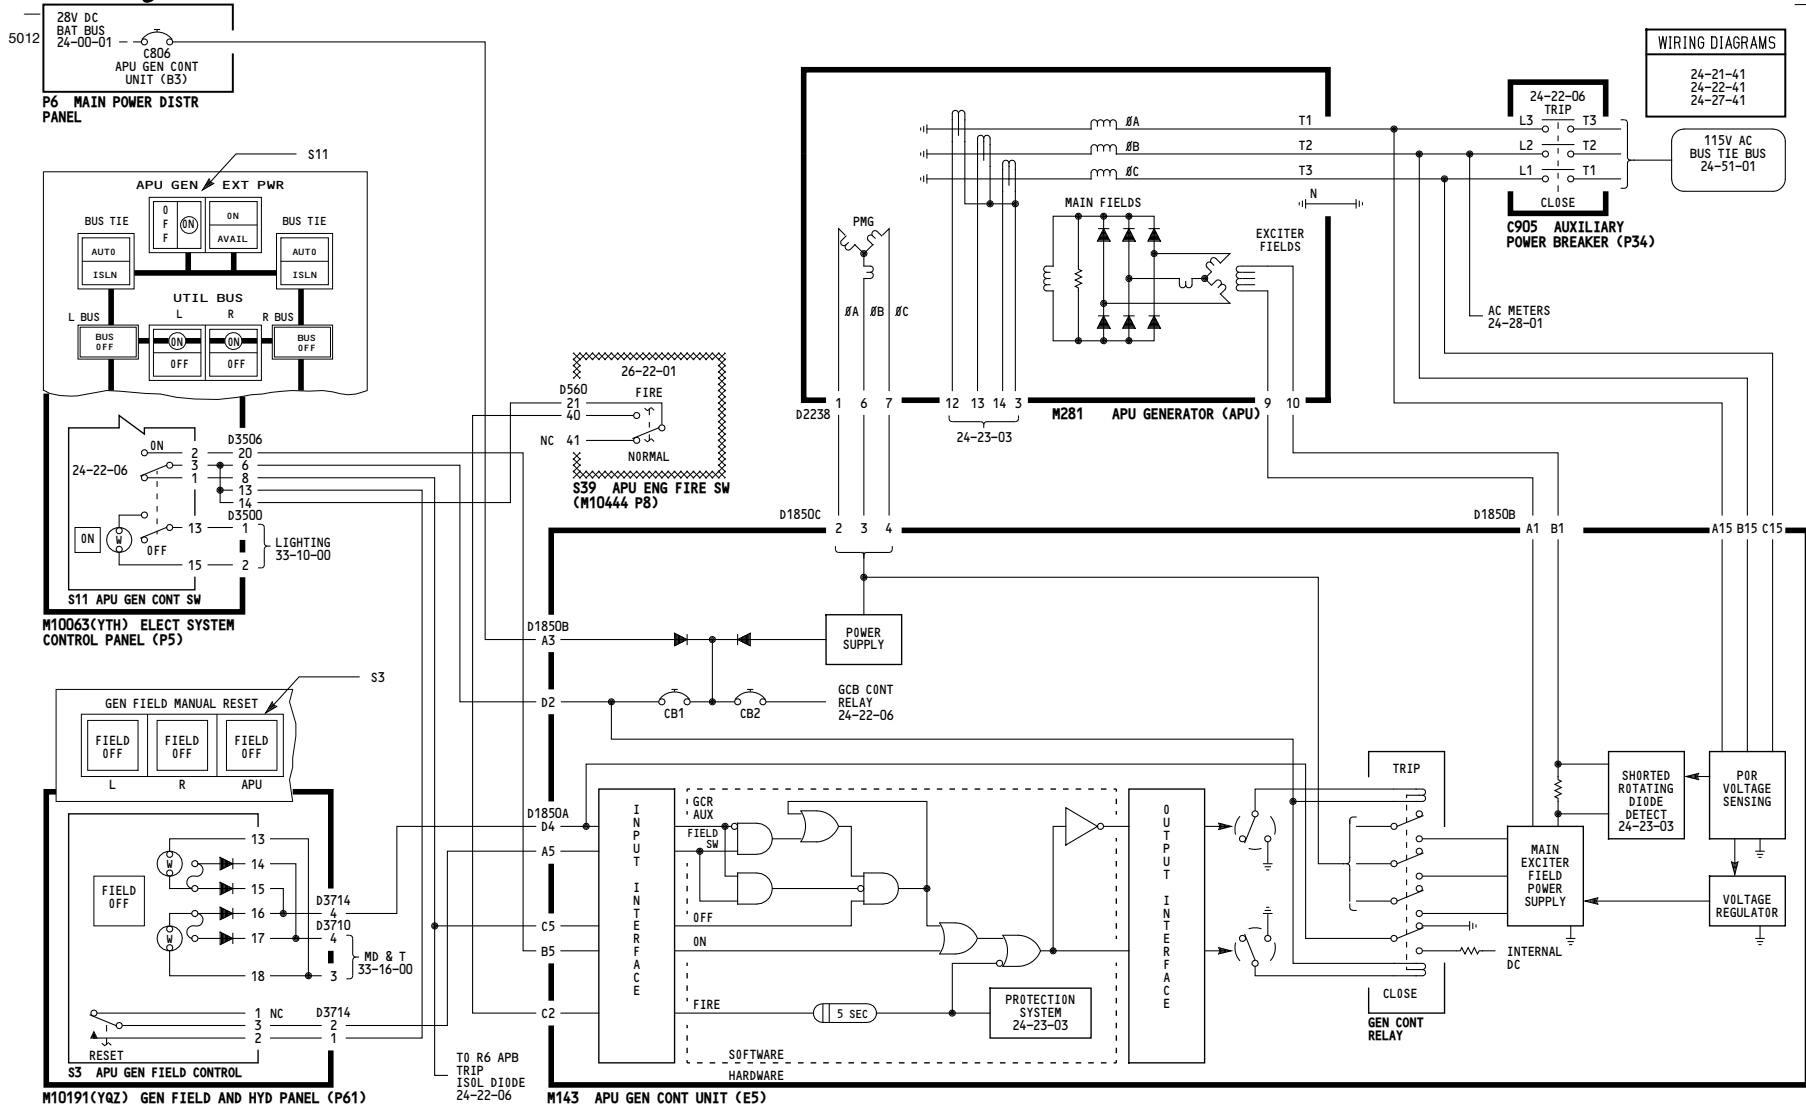 5012
28V DC
BAT BUS
24-00-01
C806
APU GEN CONT
UNIT (B3)
P6 MAIN POWER DISTR
PANEL
S11
APU GEN EXT PWR
BUS TIE
BUS TIE
O
F
F
ON
ON
AVAIL
AUTO
ISLN
AUTO
ISLN
UTIL BUS
L R
L BUS
R BUS
BUS
OFF
ON
OFF
ON
OFF
BUS
OFF
ON
24-22-06
2
3
1
D3506
20
6
8
13
14
D3500
13
1
15
2
ON
W
OFF
LIGHTING
33-10-00
S11 APU GEN CONT SW
M10063(YTH) ELECT SYSTEM
CONTROL PANEL (P5)
S3
GEN FIELD MANUAL RESET
FIELD
OFF
FIELD
OFF
FIELD
OFF
L R APU
W
W
FIELD
OFF
13
14
15
16
17
18
D3714
4
D3710
4
3
MD & T
33-16-00
1 NC
3
2
D3714
2
1
RESET
S3 APU GEN FIELD CONTROL
M10191(YQZ) GEN FIELD AND HYD PANEL (P61)
TO R6 APB
TRIP
ISOL DIODE
24-22-06
26-22-01
D560
21
40
NC 41
FIRE
NORMAL
S39 APU ENG FIRE SW
(M10444 P8)
ØA T1
ØB T2
ØC T3
N
PMG
MAIN FIELDS
EXCITER
FIELDS
ØA ØB ØC
D2238
1 6 7 12 13 14 3 9 10
24-23-03
M281 APU GENERATOR (APU)
24-22-06
TRIP
L3 T3
L2 T2
L1 T1
CLOSE
C905 AUXILIARY
POWER BREAKER (P34)
WIRING DIAGRAMS
24-21-41
24-22-41
24-27-41
115V AC
BUS TIE BUS
24-51-01
AC METERS
24-28-01
D1850C
2 3 4
D1850B
A1 B1 A15 B15 C15
D1850B
A3
D2
POWER
SUPPLY
CB1 CB2
GCB CONT
RELAY
24-22-06
D1850A
D4
A5
C5
B5
C2
INPUT INTERFACE
GCR
AUX
FIELD
SW
OFF
ON
FIRE
5 SEC
PROTECTION
SYSTEM
24-23-03
SOFTWARE
HARDWARE
OUTPUT INTERFACE
TRIP
CLOSE
GEN CONT
RELAY
INTERNAL
DC
MAIN
EXCITER
FIELD
POWER
SUPPLY
SHORTED
ROTATING
DIODE
DETECT
24-23-03
POR
VOLTAGE
SENSING
VOLTAGE
REGULATOR
M143 APU GEN CONT UNIT (E5)